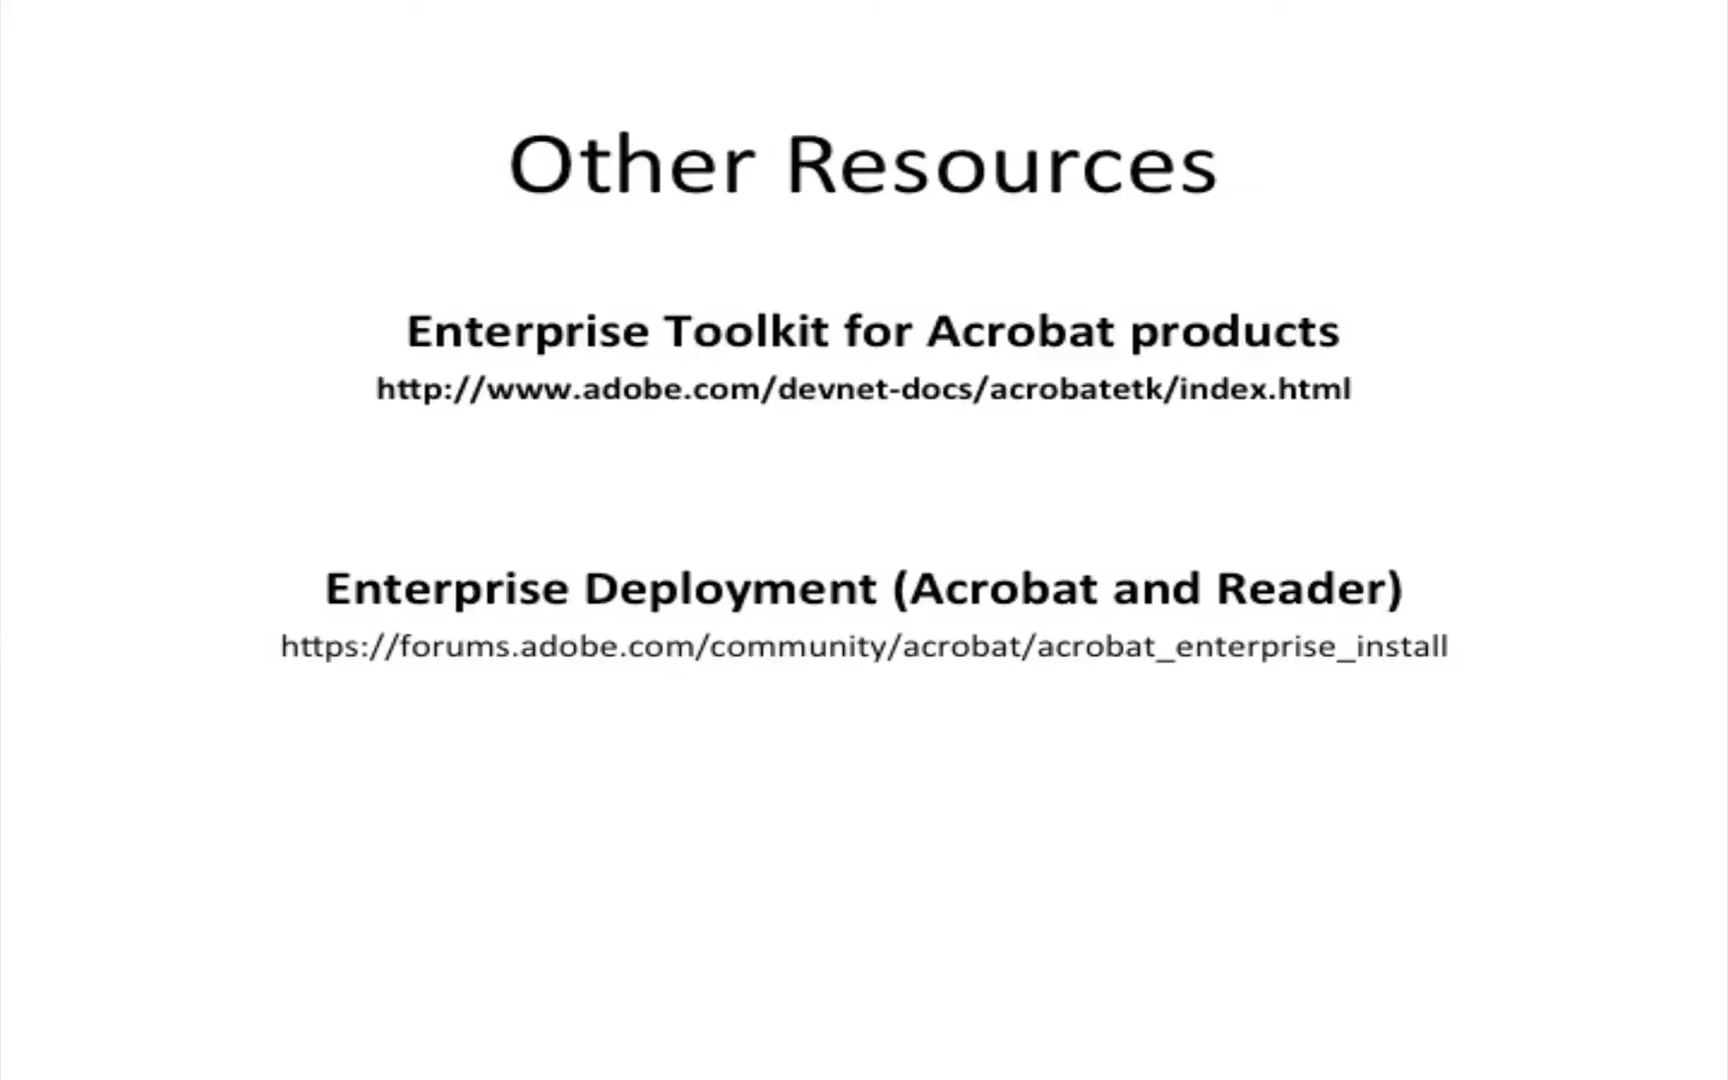 Other Resources
Enterprise Toolkit for Acrobat products
http://www.adobe.com/devnet-docs/acrobatetk/index.html
Enterprise Deployment (Acrobat and Reader)
https://forums.adobe.com/community/acrobat/acrobat_enterprise_install